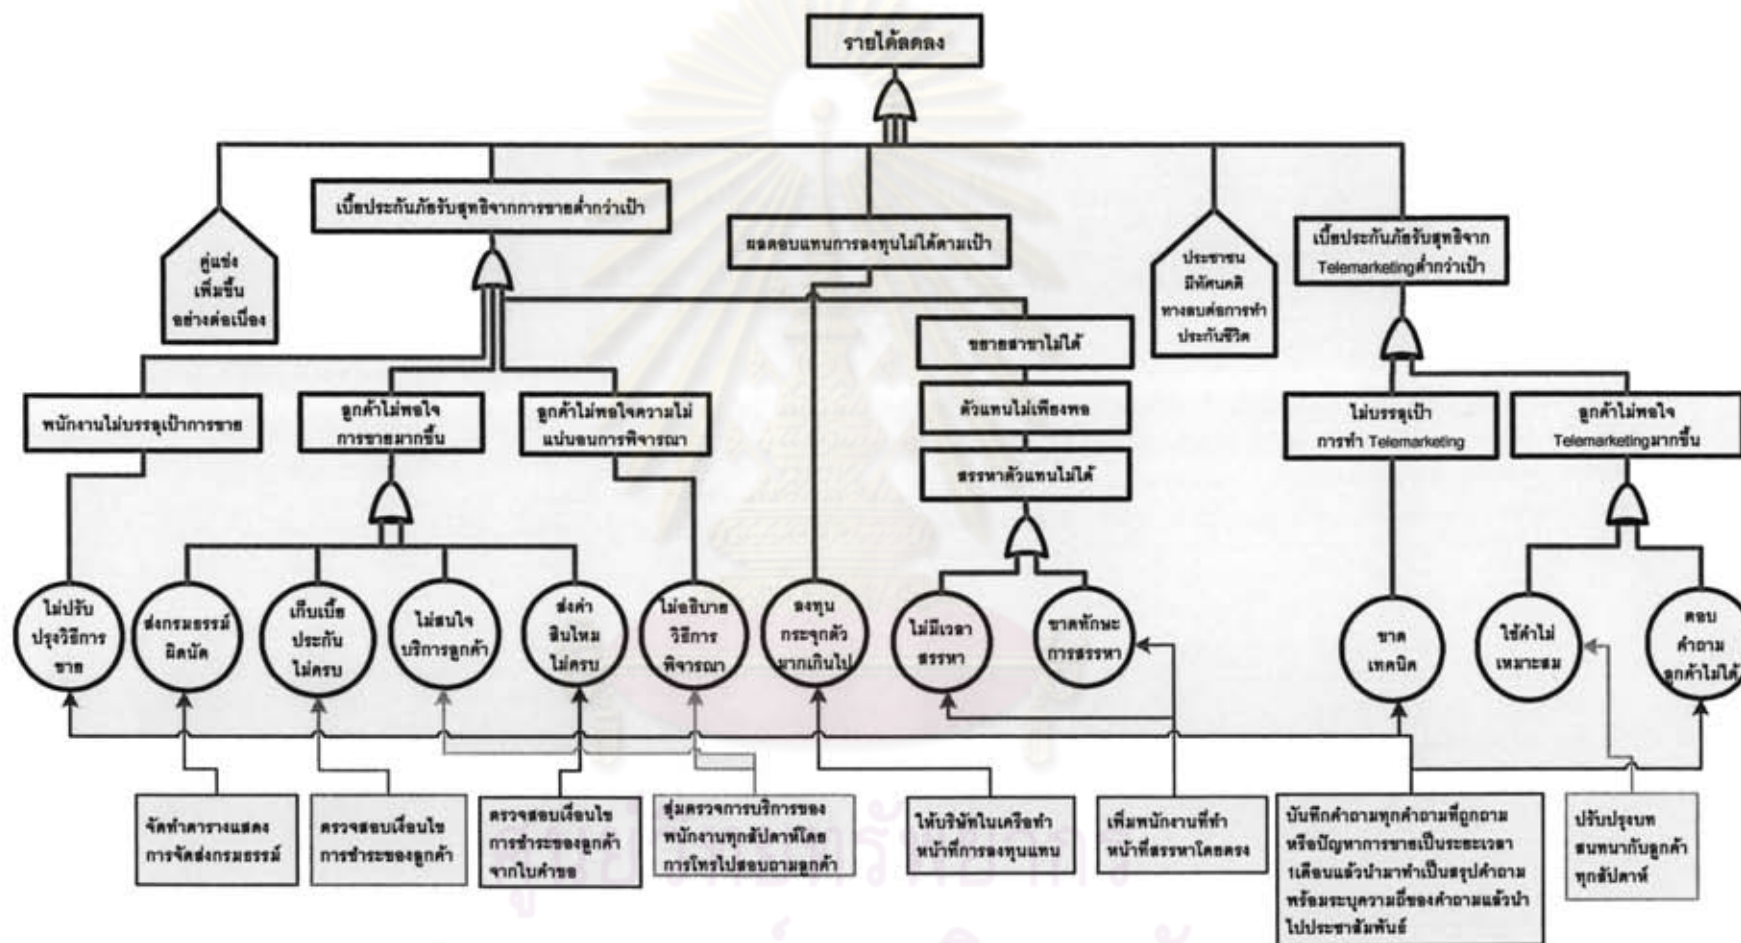 รายได้ลดลง
คู่แข่ง
เพิ่มขึ้น
อย่างต่อเนื่อง
เบี้ยประกันภัยรับสุทธิจากการขายต่ำกว่าเป้า
ผลตอบแทนการลงทุนไม่ได้ตามเป้า
ประชาชน
มีทัศนคติ
ทางลบต่อการทำ
ประกันชีวิต
เบี้ยประกันภัยรับสุทธิจาก
Telemarketingต่ำกว่าเป้า
พนักงานไม่บรรลุเป้าการขาย
ลูกค้าไม่พอใจ
การขายมากขึ้น
ลูกค้าไม่พอใจความไม่
แน่นอนการพิจารณา
ขยายสาขาไม่ได้
ตัวแทนไม่เพียงพอ
สรรหาตัวแทนไม่ได้
ไม่บรรลุเป้า
การทำ Telemarketing
ลูกค้าไม่พอใจ
Telemarketingมากขึ้น
ไม่ปรับ
ปรุงวิธีการ
ขาย
ส่งกรมธรรม์
ผิดนัด
เก็บเบี้ย
ประกัน
ไม่ครบ
ไม่สนใจ
บริการลูกค้า
ส่งค่า
สินไหม
ไม่ครบ
ไม่อธิบาย
วิธีการ
พิจารณา
ลงทุน
กระจุกตัว
มากเกินไป
ไม่มีเวลา
สรรหา
ขาดทักษะ
การสรรหา
ขาด
เทคนิค
ใช้คำไม่
เหมาะสม
ตอบ
คำถาม
ลูกค้าไม่ได้
จัดทำตารางแสดง
การจัดส่งกรมธรรม์
ตรวจสอบเงื่อนไข
การชำระของลูกค้า
ตรวจสอบเงื่อนไข
การชำระของลูกค้า
จากใบคำขอ
สุ่มตรวจการบริการของ
พนักงานทุกสัปดาห์โดย
การโทรไปสอบถามลูกค้า
ให้บริษัทในเครือทำ
หน้าที่การลงทุนแทน
เพิ่มพนักงานที่ทำ
หน้าที่สรรหาโดยตรง
บันทึกคำถามทุกคำถามที่ถูกถาม
หรือปัญหาการขายเป็นระยะเวลา
1เดือนแล้วนำมาทำเป็นสรุปคำถาม
พร้อมระบุความถี่ของคำถามแล้วนำ
ไปประชาสัมพันธ์
ปรับปรุงบท
สนทนากับลูกค้า
ทุกสัปดาห์